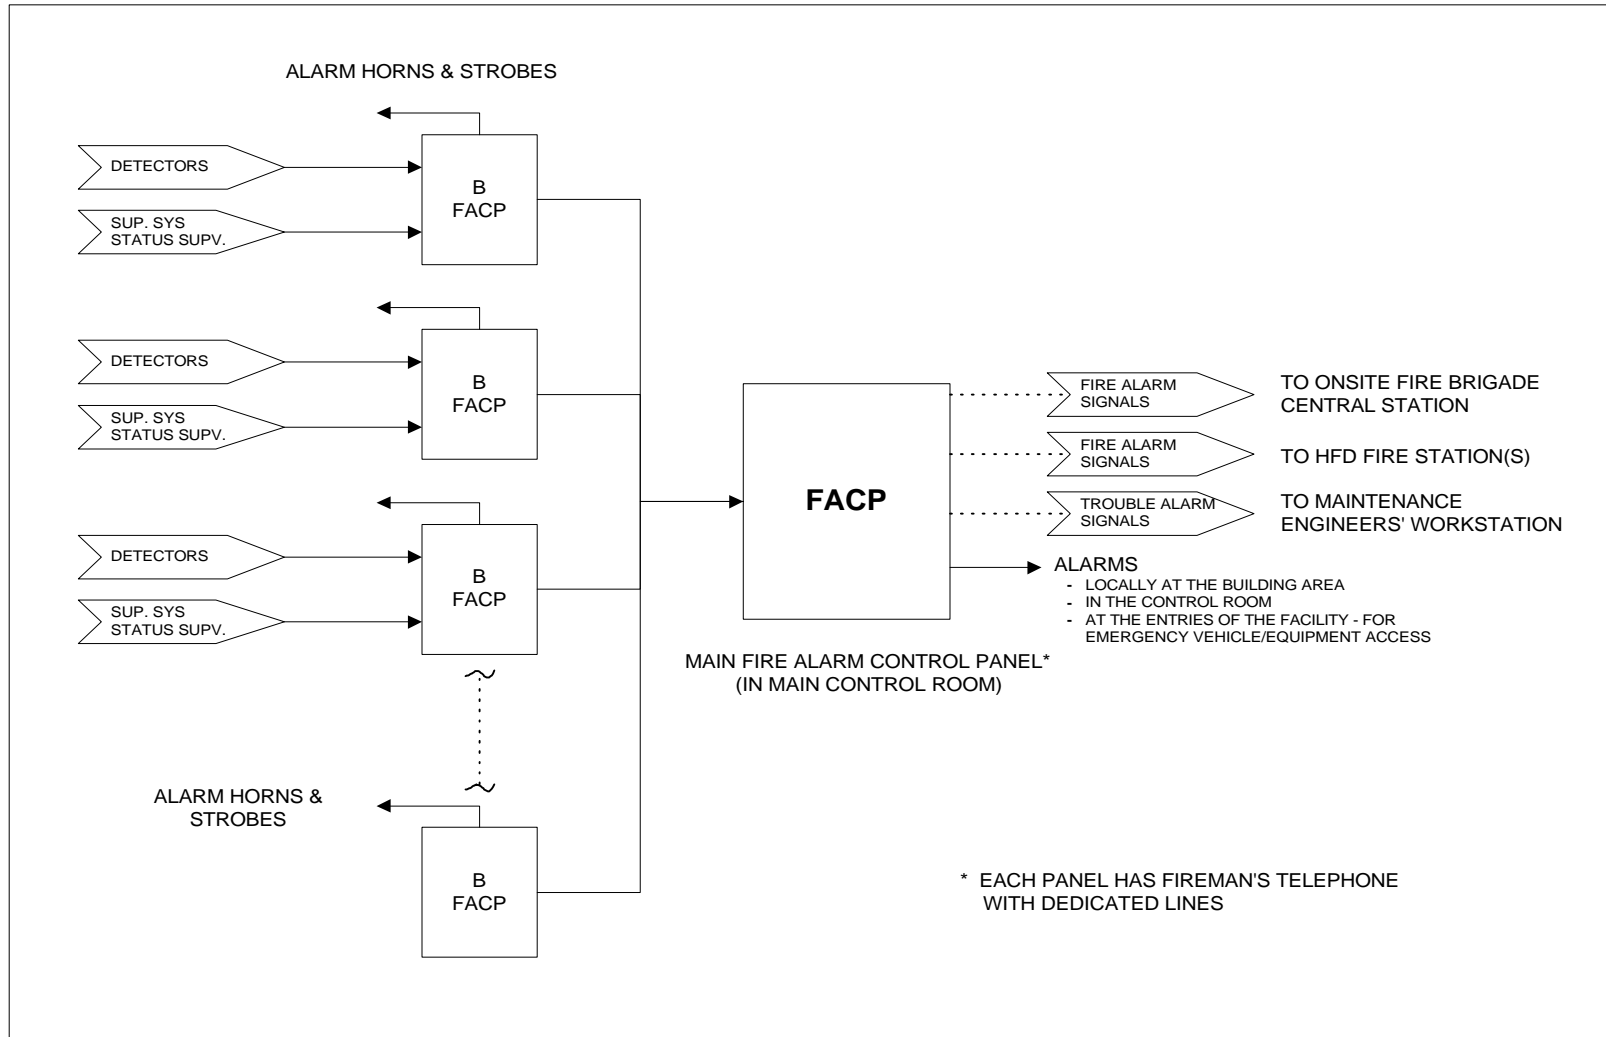 ALARM HORNS & STROBES
DETECTORS
SUP. SYS
STATUS SUPV.
B
FACP
DETECTORS
SUP. SYS
STATUS SUPV.
B
FACP
DETECTORS
SUP. SYS
STATUS SUPV.
B
FACP
ALARM HORNS &
STROBES
B
FACP
FACP
MAIN FIRE ALARM CONTROL PANEL*
(IN MAIN CONTROL ROOM)
FIRE ALARM
SIGNALS
TO ONSITE FIRE BRIGADE
CENTRAL STATION
FIRE ALARM
SIGNALS
TO HFD FIRE STATION(S)
TROUBLE ALARM
SIGNALS
TO MAINTENANCE
ENGINEERS' WORKSTATION
ALARMS
- LOCALLY AT THE BUILDING AREA
- IN THE CONTROL ROOM
- AT THE ENTRIES OF THE FACILITY - FOR
EMERGENCY VEHICLE/EQUIPMENT ACCESS
* EACH PANEL HAS FIREMAN'S TELEPHONE
WITH DEDICATED LINES